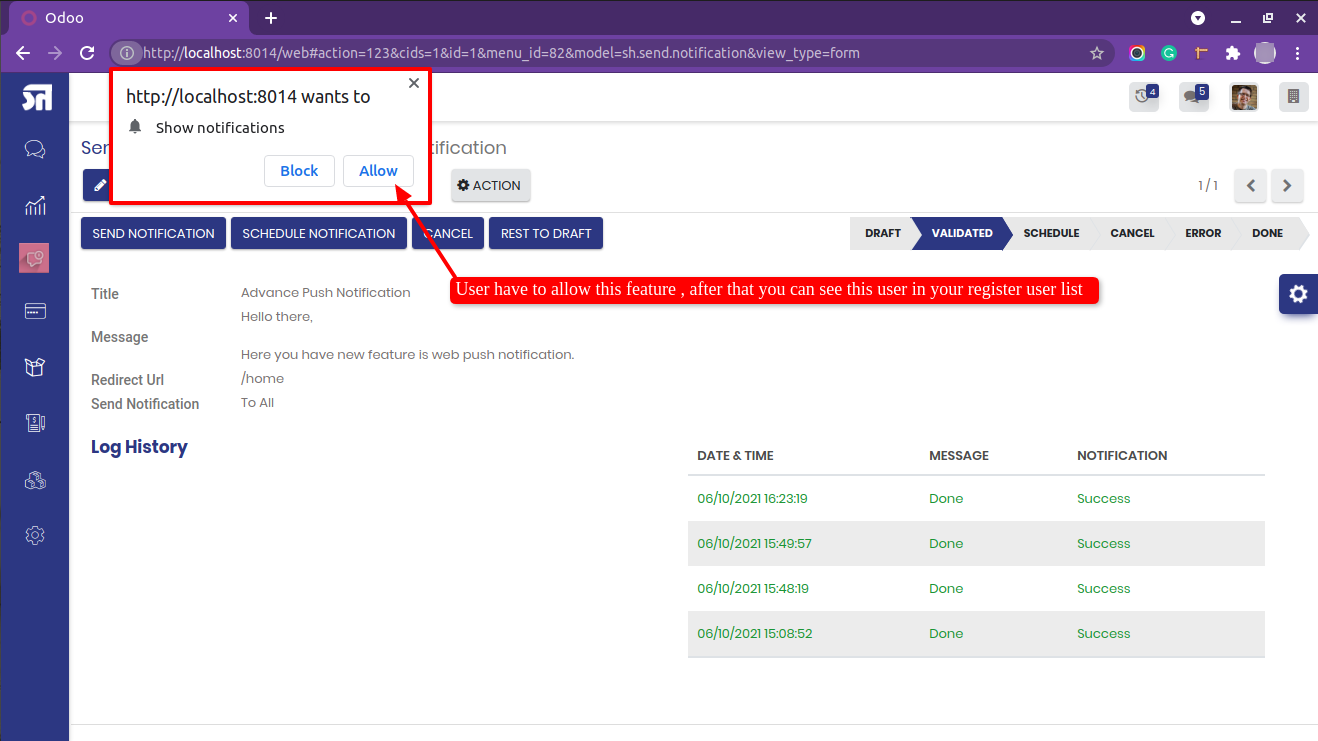 Odoo
http://localhost:8014/web#action=123&cids=1&id=1&menu_id=82&model=sh.send.notification&view_type=form
http://localhost:8014 wants to
Show notifications
Block Allow
4 5
Ser
tification
ACTION
1 / 1
SEND NOTIFICATION SCHEDULE NOTIFICATION CANCEL REST TO DRAFT
DRAFT VALIDATED SCHEDULE CANCEL ERROR DONE
User have to allow this feature , after that you can see this user in your register user list
Title Advance Push Notification
Message Hello there,
Here you have new feature is web push notification.
Redirect Url /home
Send Notification To All
Log History
DATE & TIME MESSAGE NOTIFICATION
06/10/2021 16:23:19 Done Success
06/10/2021 15:49:57 Done Success
06/10/2021 15:48:19 Done Success
06/10/2021 15:08:52 Done Success